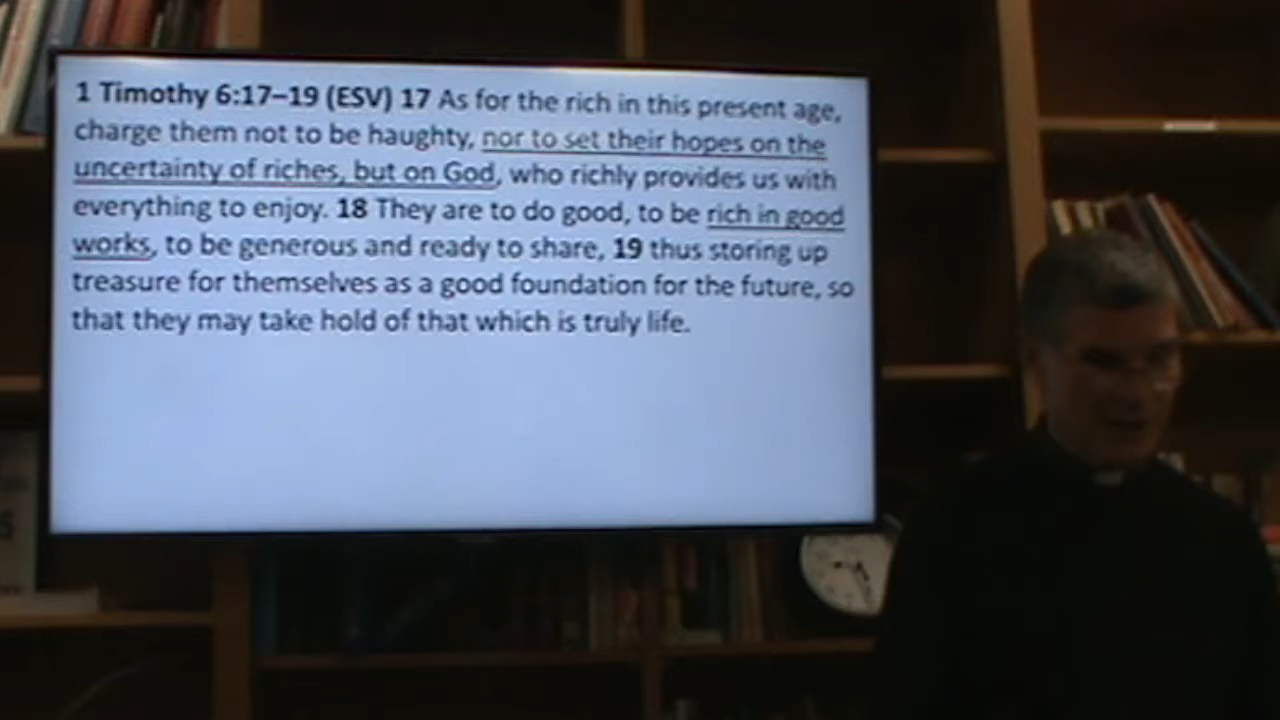 1 Timothy 6:17–19 (ESV) 17 As for the rich in this present age,
charge them not to be haughty, nor to set their hopes on the
uncertainty of riches, but on God, who richly provides us with
everything to enjoy. 18 They are to do good, to be rich in good
works, to be generous and ready to share, 19 thus storing up
treasure for themselves as a good foundation for the future, so
that they may take hold of that which is truly life.